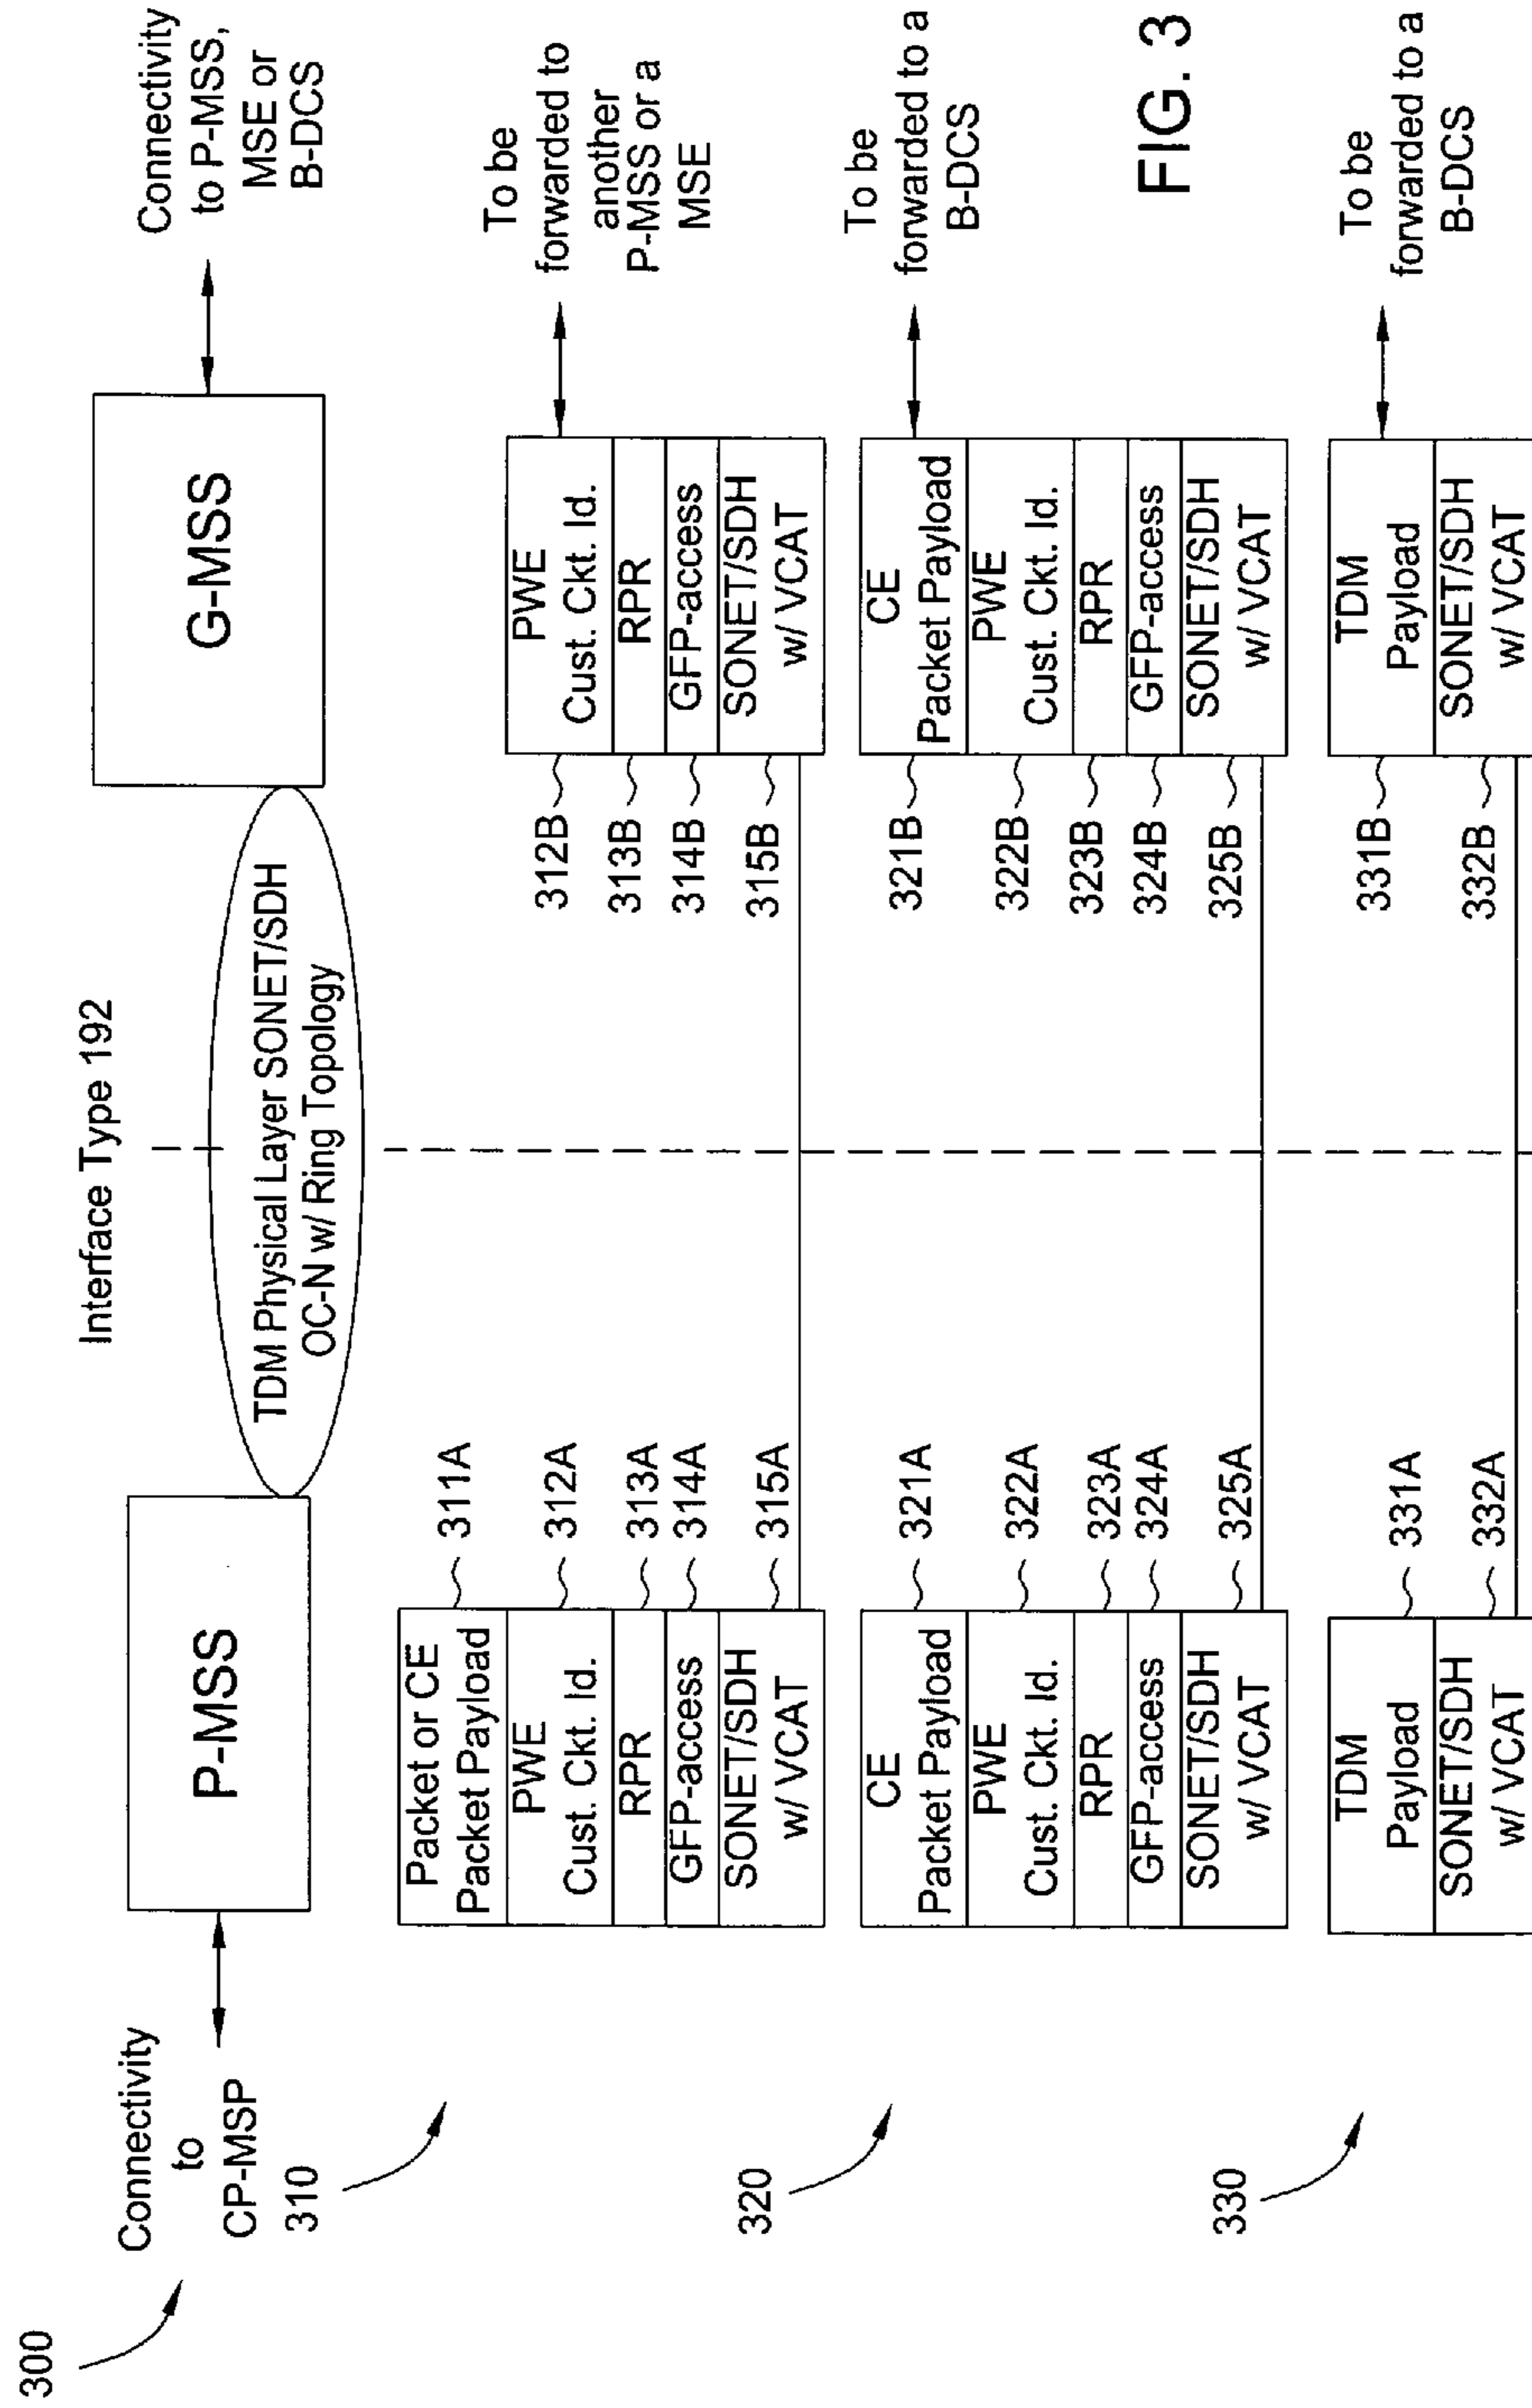 300
Connectivity
to
CP-MSP
P-MSS
Interface Type 192
TDM Physical Layer SONET/SDH
OC-N w/ Ring Topology
G-MSS
Connectivity
to P-MSS,
MSE or
B-DCS
310
Packet or CE
Packet Payload
PWE
Cust. Ckt. Id.
RPR
GFP-access
SONET/SDH
w/ VCAT
311A
312A
313A
314A
315A
312B
313B
314B
315B
PWE
Cust. Ckt. Id.
RPR
GFP-access
SONET/SDH
w/ VCAT
To be
forwarded to
another
P-MSS or a
MSE
320
CE
Packet Payload
PWE
Cust. Ckt. Id.
RPR
GFP-access
SONET/SDH
w/ VCAT
321A
322A
323A
324A
325A
321B
322B
323B
324B
325B
CE
Packet Payload
PWE
Cust. Ckt. Id.
RPR
GFP-access
SONET/SDH
w/ VCAT
To be
forwarded to a
B-DCS
FIG. 3
330
TDM
Payload
SONET/SDH
w/ VCAT
331A
332A
331B
332B
TDM
Payload
SONET/SDH
w/ VCAT
To be
forwarded to a
B-DCS